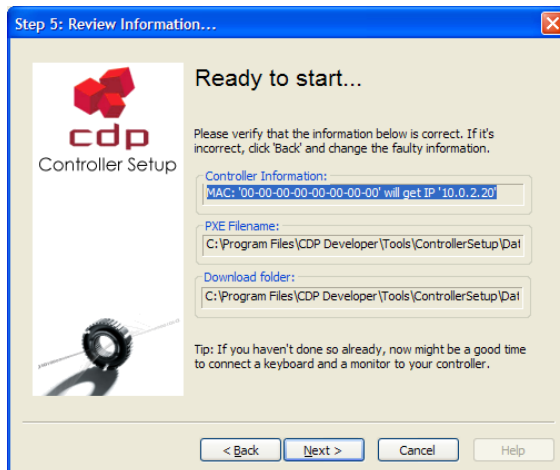 Step 5: Review Information...
cdp
Controller Setup
Ready to start...
Please verify that the information below is correct. If it's
incorrect, click 'Back' and change the faulty information.
Controller Information:
MAC: '00-00-00-00-00-00-00-00' will get IP '10.0.2.20'
PXE Filename:
C:\Program Files\CDP Developer\Tools\ControllerSetup\Dat
Download folder:
C:\Program Files\CDP Developer\Tools\ControllerSetup\Dat
Tip: If you haven't done so already, now might be a good time
to connect a keyboard and a monitor to your controller.
< Back
Next >
Cancel
Help